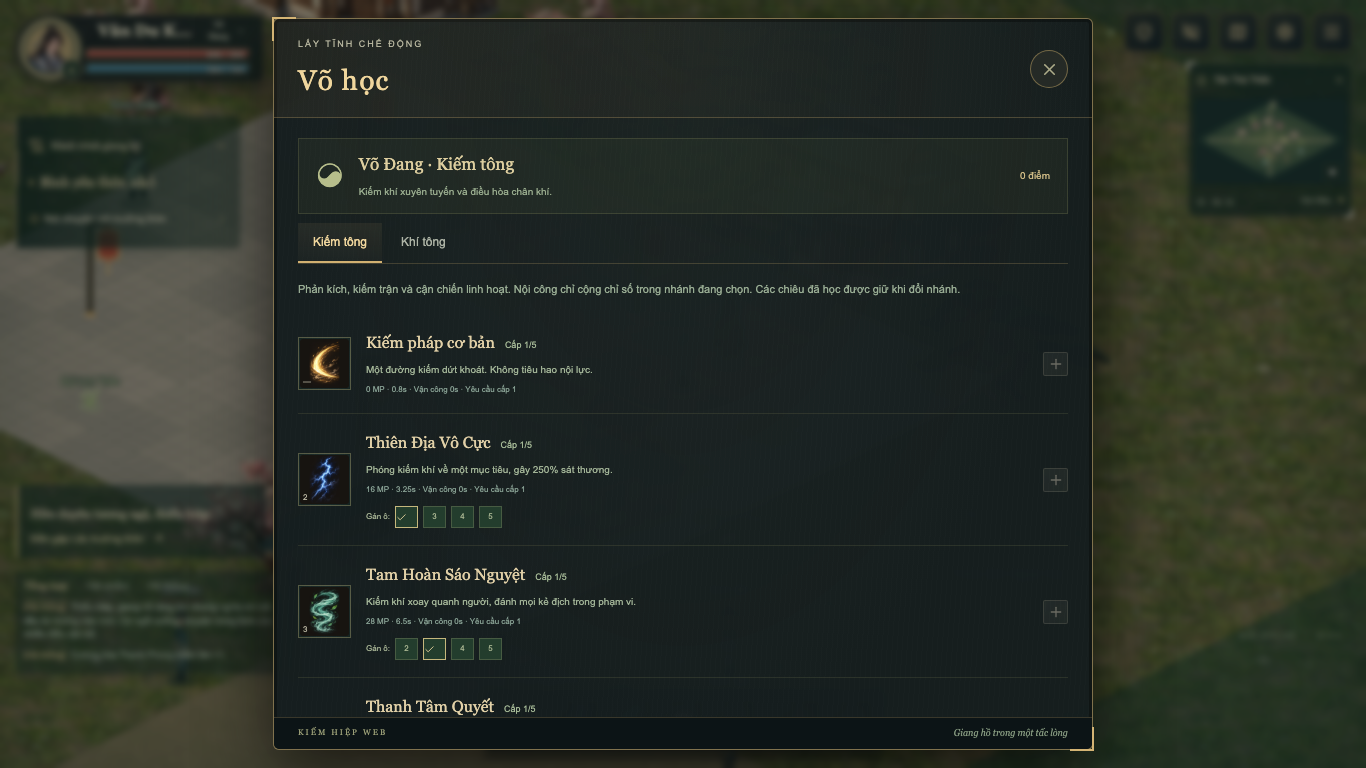 LẤY TĨNH CHẾ ĐỘNG
Võ học
Võ Đang · Kiếm tông
Kiếm khí xuyên tuyến và điều hòa chân khí.
0 điểm
Kiếm tông
Khí tông
Phản kích, kiếm trận và cận chiến linh hoạt. Nội công chỉ cộng chỉ số trong nhánh đang chọn. Các chiêu đã học được giữ khi đổi nhánh.
Kiếm pháp cơ bản Cấp 1/5
Một đường kiếm dứt khoát. Không tiêu hao nội lực.
0 MP · 0.8s · Vận công 0s · Yêu cầu cấp 1
Thiên Địa Vô Cực Cấp 1/5
Phóng kiếm khí về một mục tiêu, gây 250% sát thương.
16 MP · 3.25s · Vận công 0s · Yêu cầu cấp 1
2
Gán ô: 3 4 5
Tam Hoàn Sáo Nguyệt Cấp 1/5
Kiếm khí xoay quanh người, đánh mọi kẻ địch trong phạm vi.
28 MP · 6.5s · Vận công 0s · Yêu cầu cấp 1
3
Gán ô: 2 4 5
Thanh Tâm Quyết Cấp 1/5
KIẾM HIỆP WEB
Giang hồ trong một tấc lòng